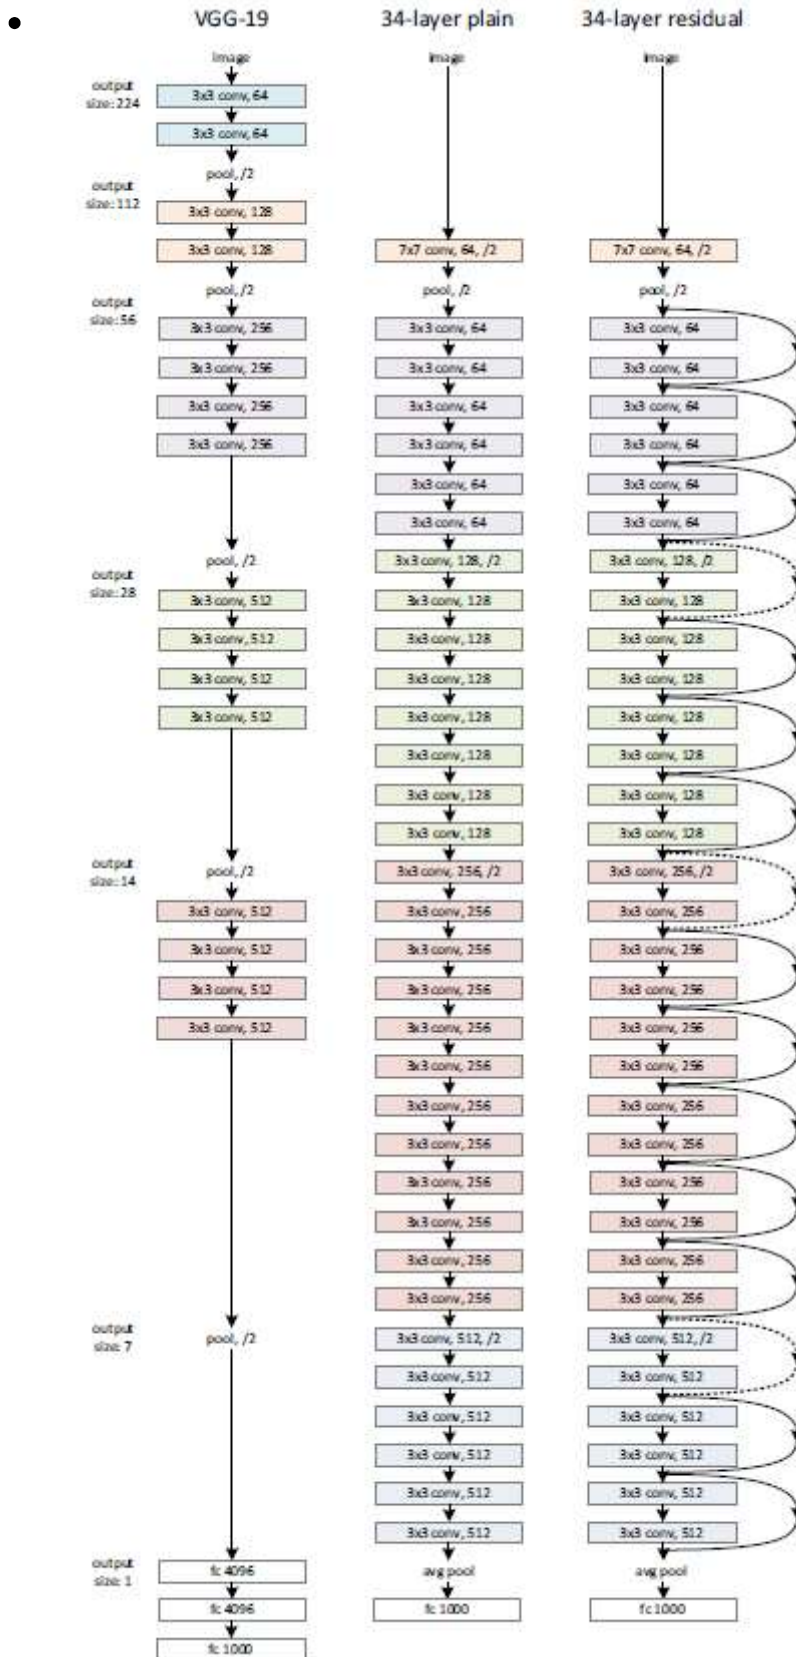 output
size: 224
output
size: 112
output
size: 56
output
size: 28
output
size: 14
output
size: 7
output
size: 1
VGG-19
image
3x3 conv, 64
3x3 conv, 64
pool, /2
3x3 conv, 128
3x3 conv, 128
pool, /2
3x3 conv, 256
3x3 conv, 256
3x3 conv, 256
3x3 conv, 256
pool, /2
3x3 conv, 512
3x3 conv, 512
3x3 conv, 512
3x3 conv, 512
pool, /2
3x3 conv, 512
3x3 conv, 512
3x3 conv, 512
3x3 conv, 512
pool, /2
fc 4096
fc 4096
fc 1000
34-layer plain
image
7x7 conv, 64, /2
pool, /2
3x3 conv, 64
3x3 conv, 64
3x3 conv, 64
3x3 conv, 64
3x3 conv, 64
3x3 conv, 64
3x3 conv, 128, /2
3x3 conv, 128
3x3 conv, 128
3x3 conv, 128
3x3 conv, 128
3x3 conv, 128
3x3 conv, 128
3x3 conv, 128
3x3 conv, 256, /2
3x3 conv, 256
3x3 conv, 256
3x3 conv, 256
3x3 conv, 256
3x3 conv, 256
3x3 conv, 256
3x3 conv, 256
3x3 conv, 256
3x3 conv, 256
3x3 conv, 256
3x3 conv, 256
3x3 conv, 512, /2
3x3 conv, 512
3x3 conv, 512
3x3 conv, 512
3x3 conv, 512
3x3 conv, 512
avg pool
fc 1000
34-layer residual
image
7x7 conv, 64, /2
pool, /2
3x3 conv, 64
3x3 conv, 64
3x3 conv, 64
3x3 conv, 64
3x3 conv, 64
3x3 conv, 64
3x3 conv, 128, /2
3x3 conv, 128
3x3 conv, 128
3x3 conv, 128
3x3 conv, 128
3x3 conv, 128
3x3 conv, 128
3x3 conv, 128
3x3 conv, 256, /2
3x3 conv, 256
3x3 conv, 256
3x3 conv, 256
3x3 conv, 256
3x3 conv, 256
3x3 conv, 256
3x3 conv, 256
3x3 conv, 256
3x3 conv, 256
3x3 conv, 256
3x3 conv, 256
3x3 conv, 512, /2
3x3 conv, 512
3x3 conv, 512
3x3 conv, 512
3x3 conv, 512
3x3 conv, 512
avg pool
fc 1000